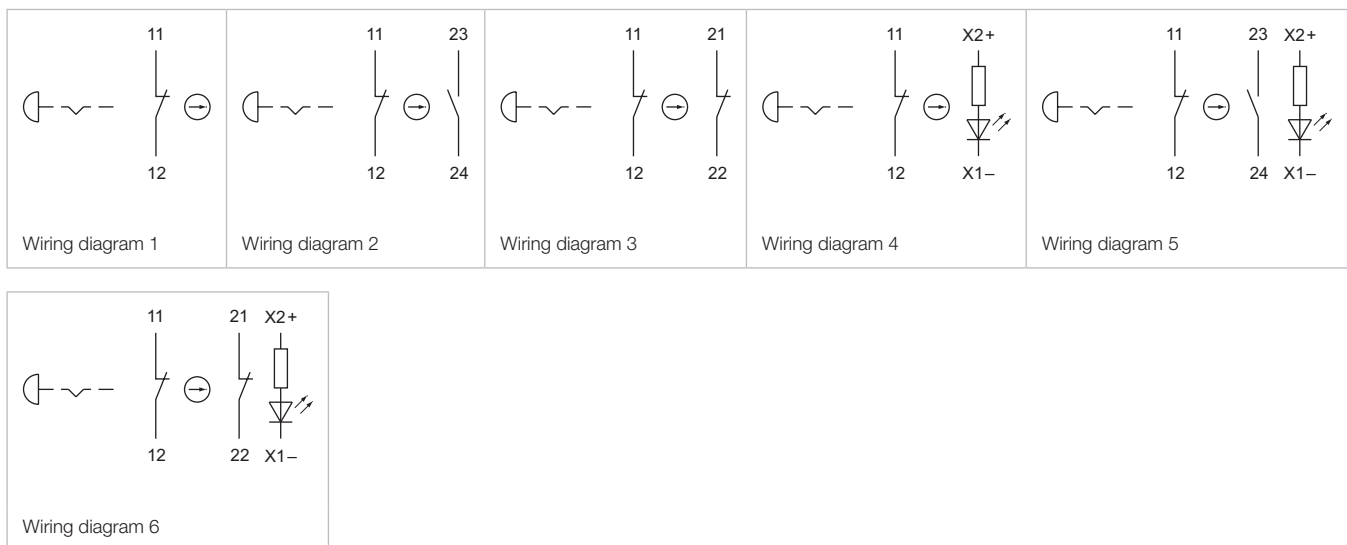 11
12
Wiring diagram 1
11 23
12 24
Wiring diagram 2
11 21
12 22
Wiring diagram 3
11 X2+
12 X1–
Wiring diagram 4
11 23 X2+
12 24 X1–
Wiring diagram 5
11 21 X2+
12 22 X1–
Wiring diagram 6